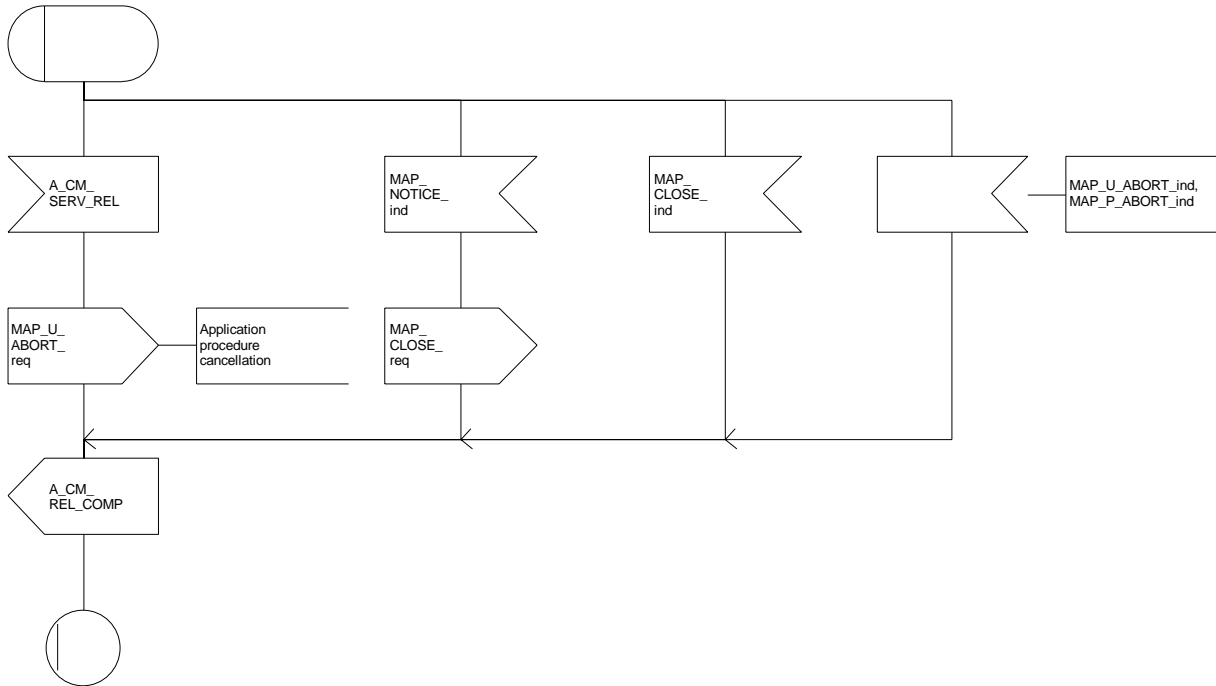 A_CM_
SERV_REL
MAP_
NOTICE_
ind
MAP_
CLOSE_
ind
MAP_U_ABORT_ind,
MAP_P_ABORT_ind
MAP_U_
ABORT_
req
Application
procedure
cancellation
MAP_
CLOSE_
req
A_CM_
REL_COMP